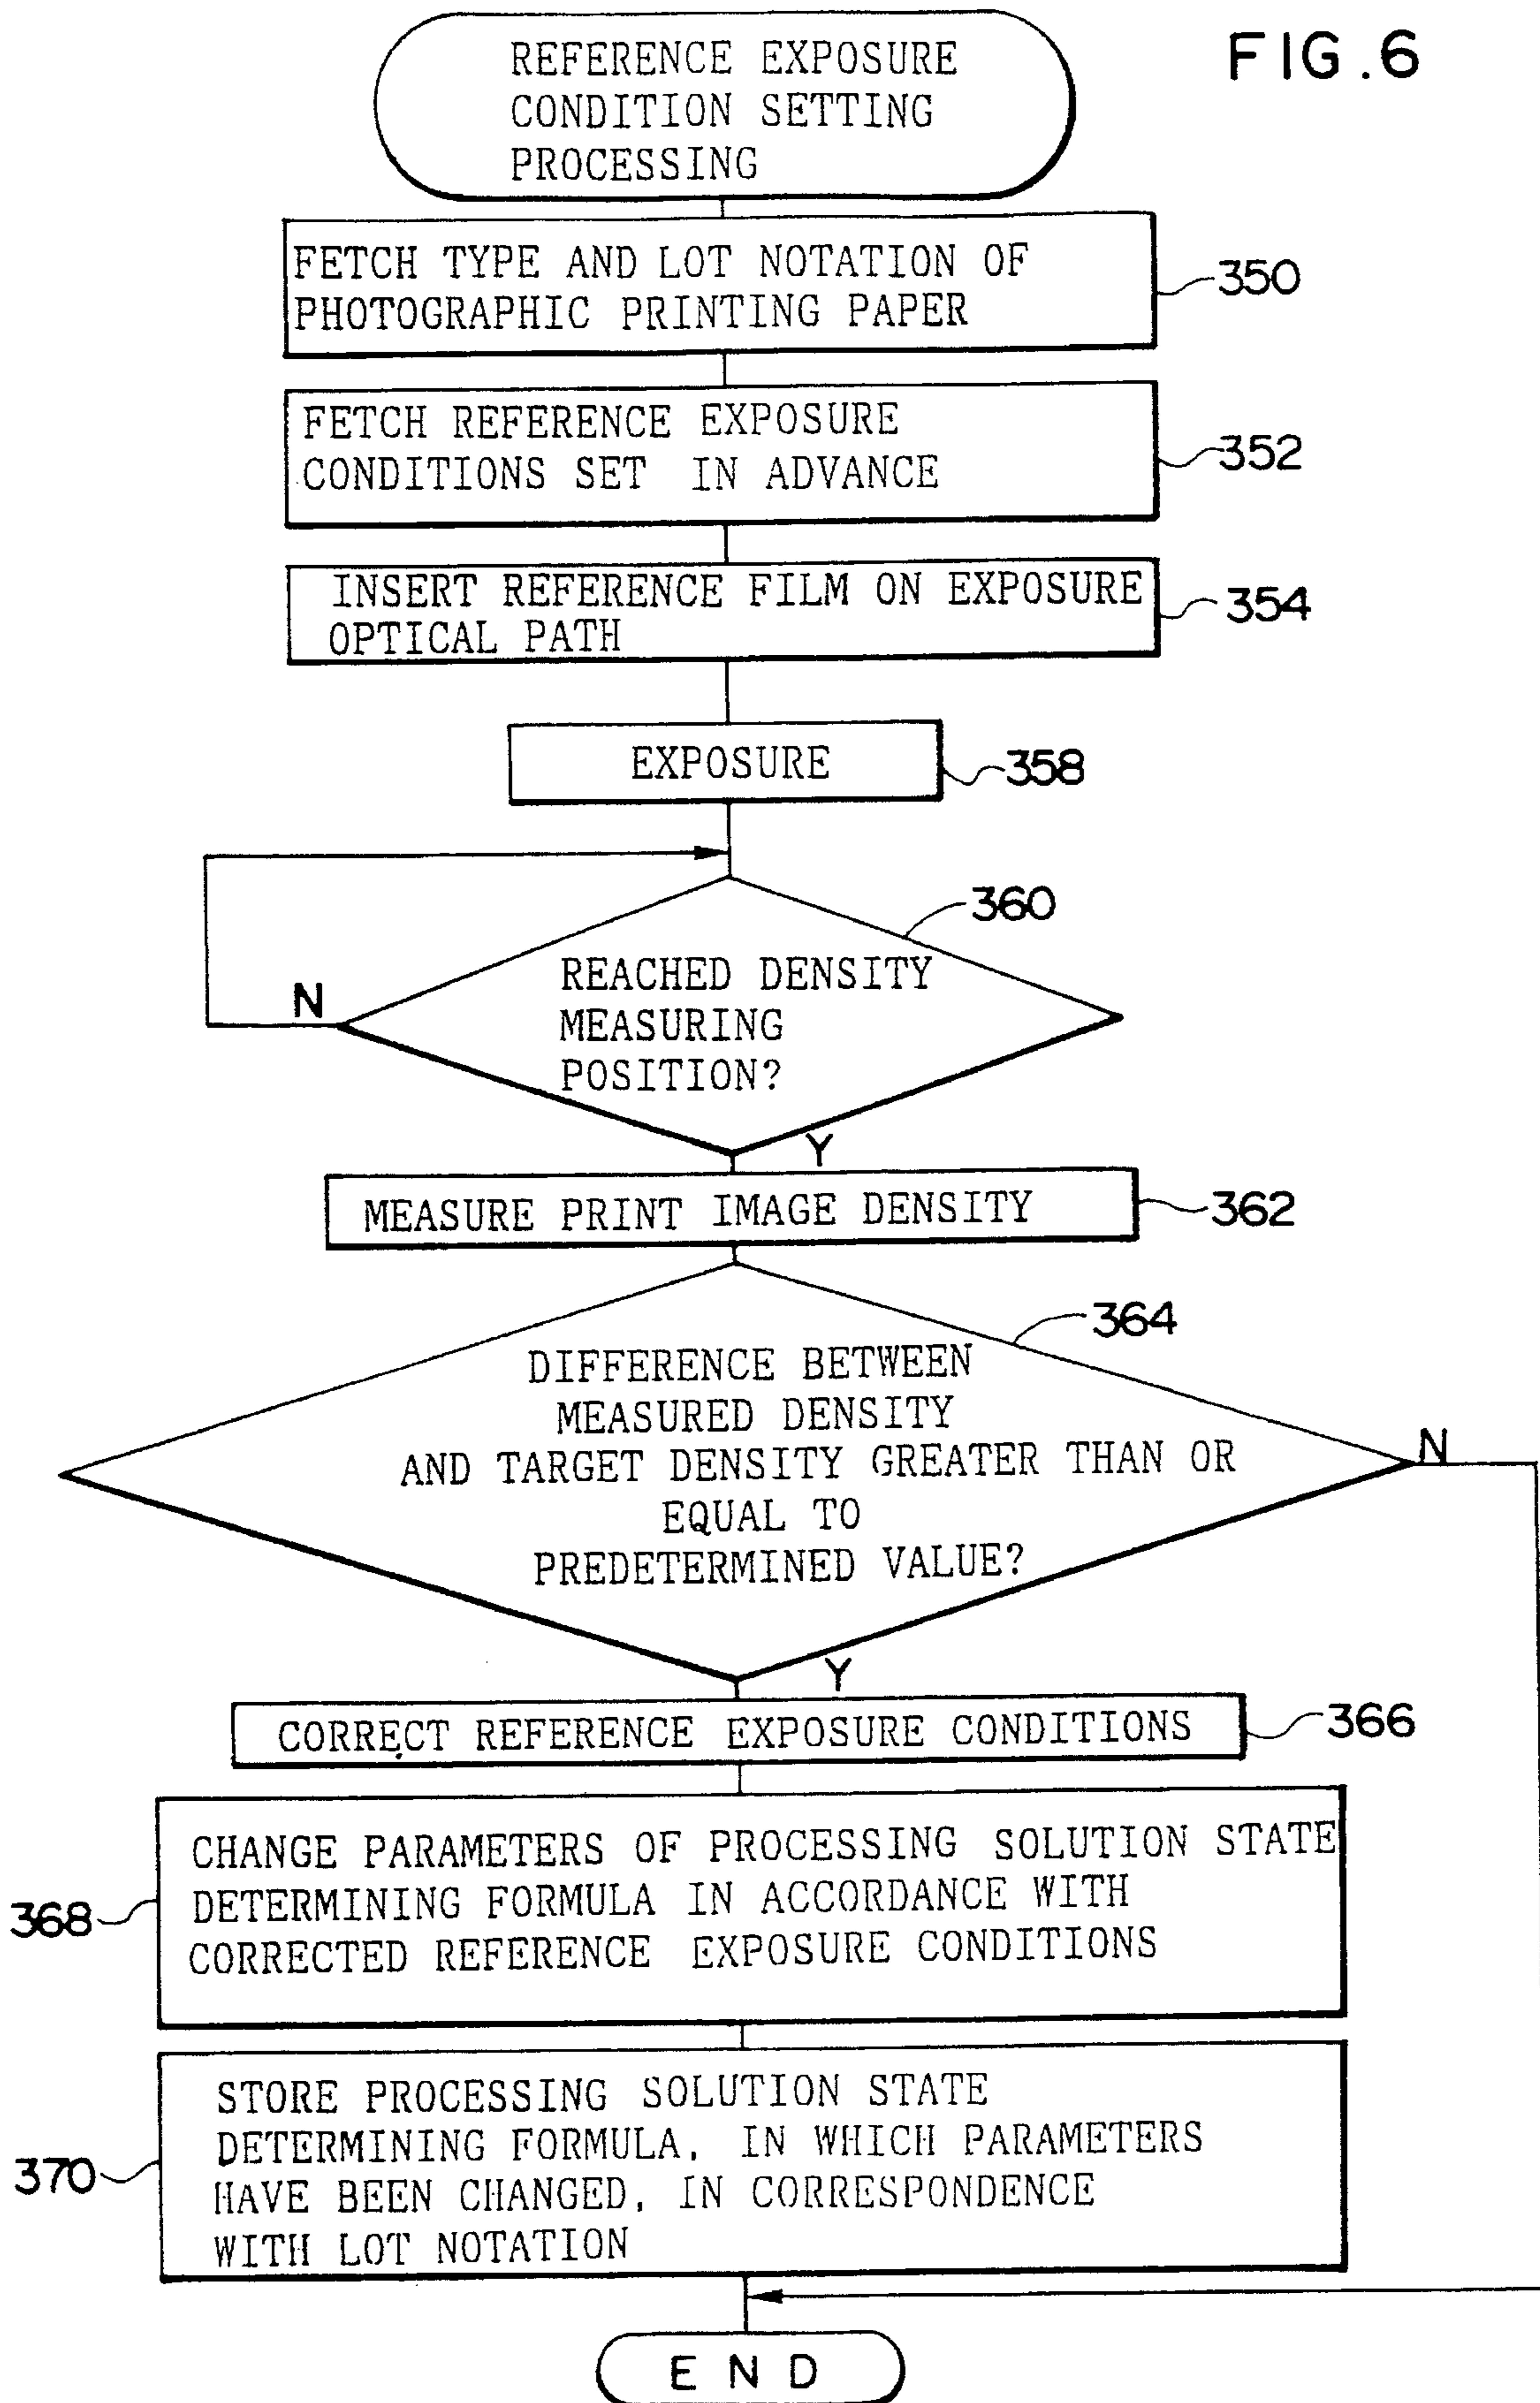 FIG.6
REFERENCE EXPOSURE
CONDITION SETTING
PROCESSING
FETCH TYPE AND LOT NOTATION OF
PHOTOGRAPHIC PRINTING PAPER
350
FETCH REFERENCE EXPOSURE
CONDITIONS SET IN ADVANCE
352
INSERT REFERENCE FILM ON EXPOSURE
OPTICAL PATH
354
EXPOSURE
358
360
REACHED DENSITY
MEASURING
POSITION?
N
Y
MEASURE PRINT IMAGE DENSITY
362
364
DIFFERENCE BETWEEN
MEASURED DENSITY
AND TARGET DENSITY GREATER THAN OR
EQUAL TO
PREDETERMINED VALUE?
N
Y
CORRECT REFERENCE EXPOSURE CONDITIONS
366
CHANGE PARAMETERS OF PROCESSING SOLUTION STATE
DETERMINING FORMULA IN ACCORDANCE WITH
CORRECTED REFERENCE EXPOSURE CONDITIONS
368
STORE PROCESSING SOLUTION STATE
DETERMINING FORMULA, IN WHICH PARAMETERS
HAVE BEEN CHANGED, IN CORRESPONDENCE
WITH LOT NOTATION
370
END